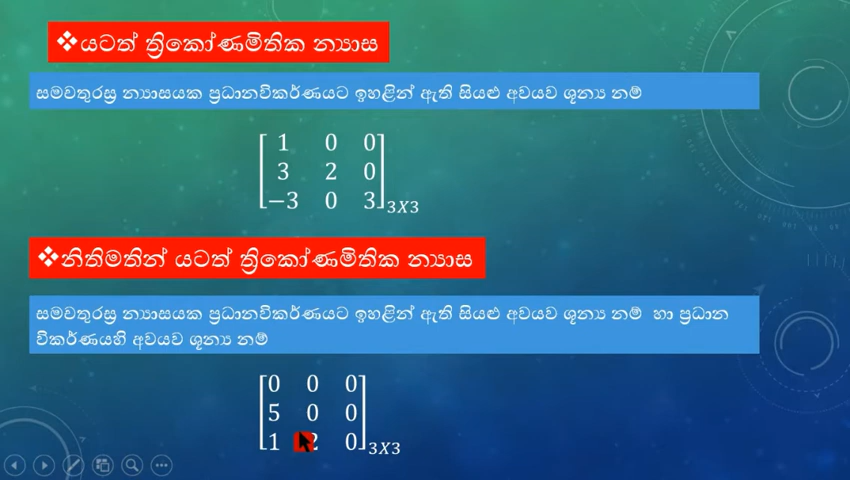 ❖යටත් ත්‍රිකෝණමිතික න්‍යාස
සමචතුරස්‍ර න්‍යාසයක ප්‍රධානවිකර්ණයට ඉහළින් ඇති සියළු අවයව ශූන්‍ය නම්
1 0 0
3 2 0
−3 0 3 3X3
❖නිතිමතින් යටත් ත්‍රිකෝණමිතික න්‍යාස
සමචතුරස්‍ර න්‍යාසයක ප්‍රධානවිකර්ණයට ඉහළින් ඇති සියළු අවයව ශූන්‍ය නම් හා ප්‍රධාන
විකර්ණයහි අවයව ශූන්‍ය නම්
0 0 0
5 0 0
1 2 0 3X3